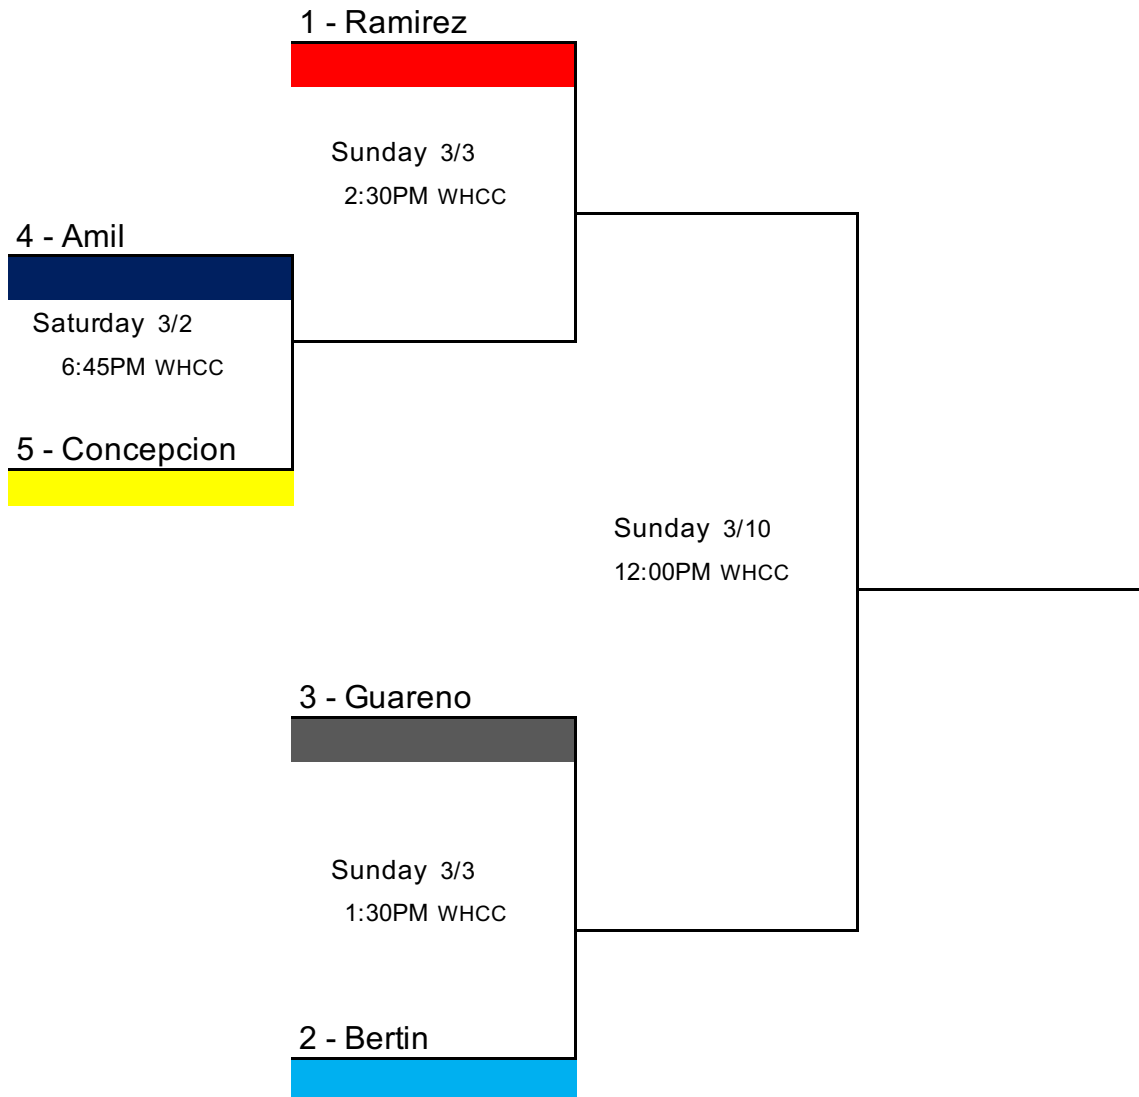 1 - Ramirez
Sunday 3/3
2:30PM WHCC
4 - Amil
Saturday 3/2
6:45PM WHCC
5 - Concepcion
Sunday 3/10
12:00PM WHCC
3 - Guareno
Sunday 3/3
1:30PM WHCC
2 - Bertin